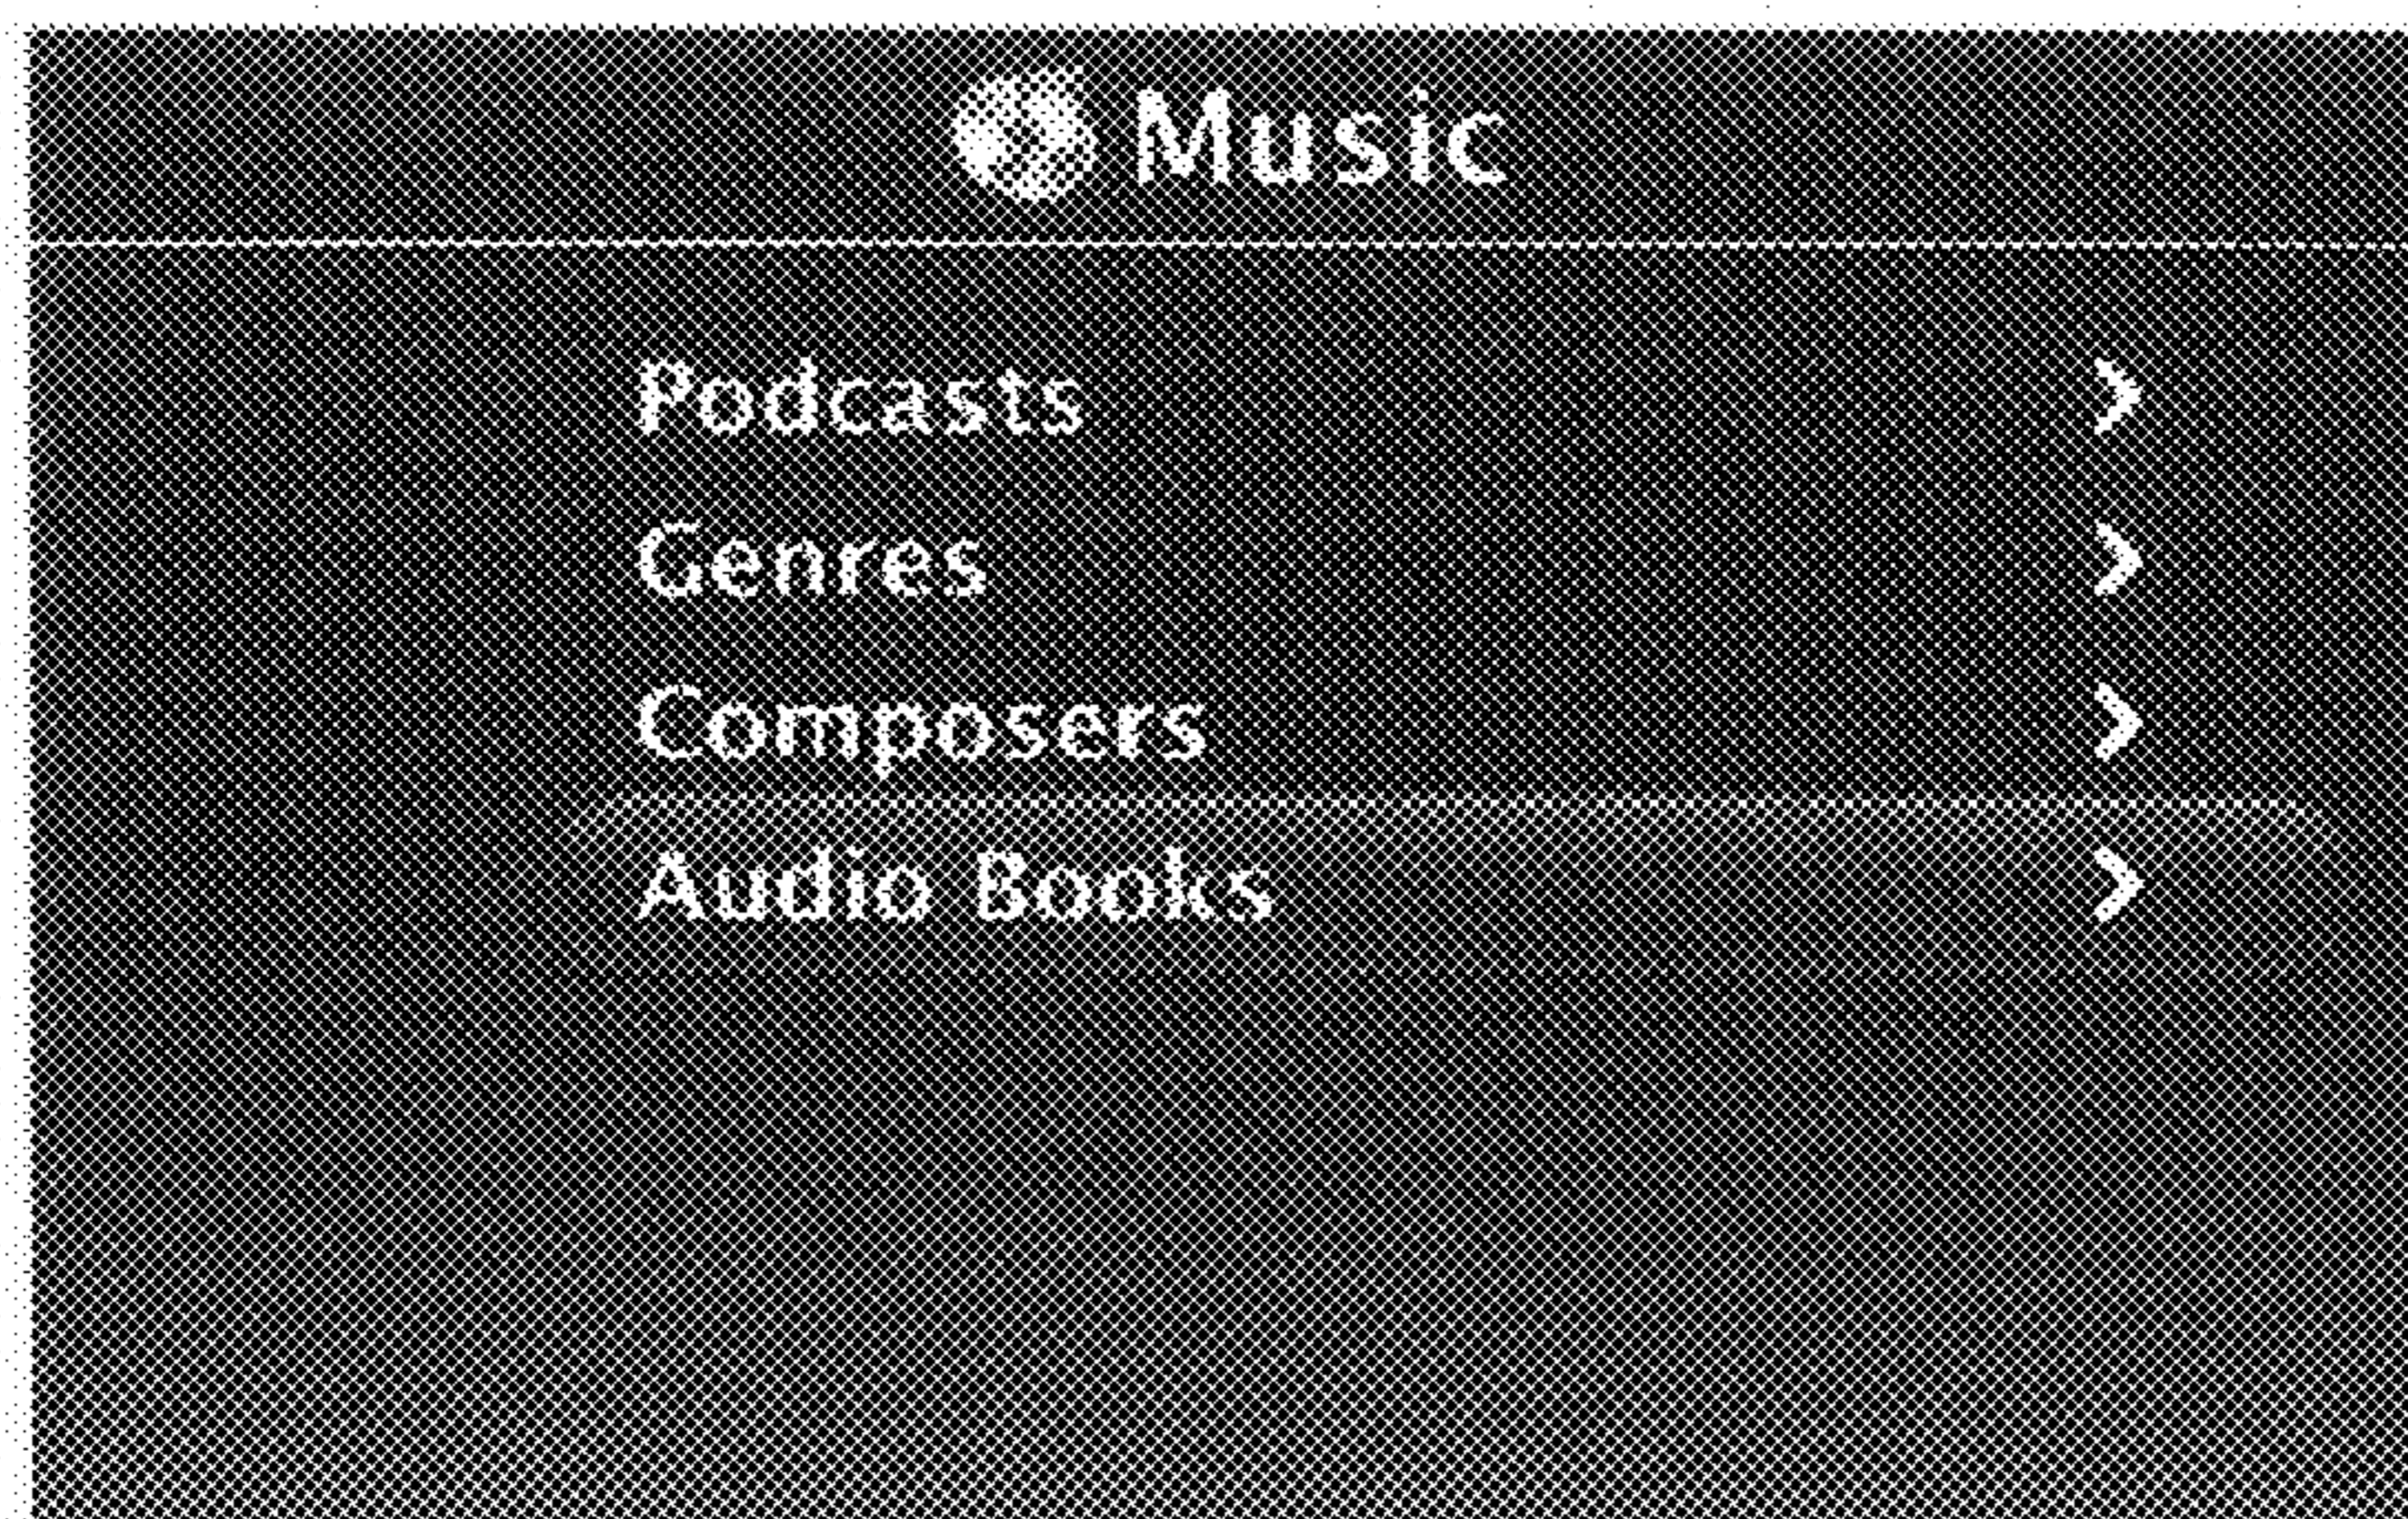 Music
Podcasts >
Genres >
Composers >
Audio Books >